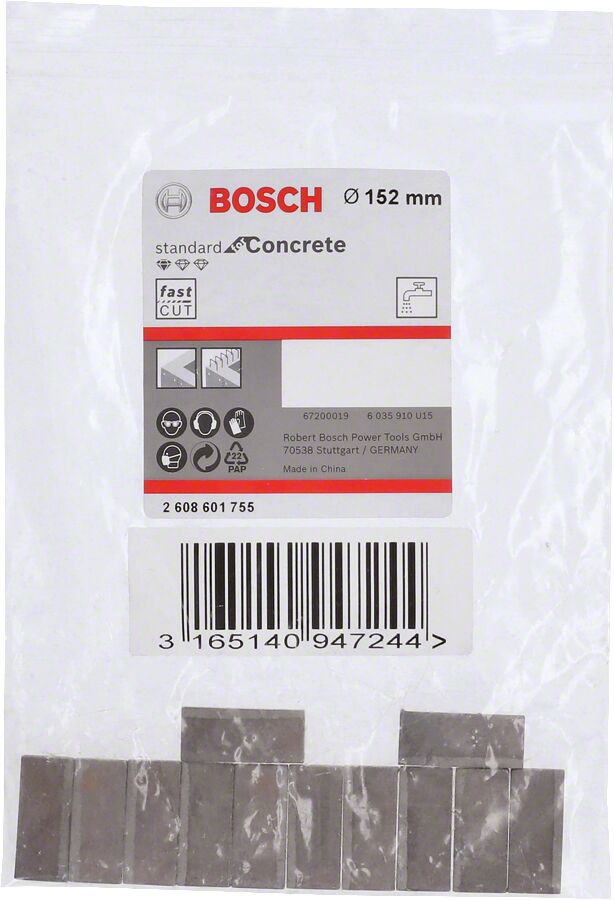 BOSCH Ø 152 mm
standard for Concrete
fast
CUT
67200019 6 035 910 U15
Robert Bosch Power Tools GmbH
70538 Stuttgart / GERMANY
22
PAP
Made in China
2 608 601 755
3 165140 947244 >